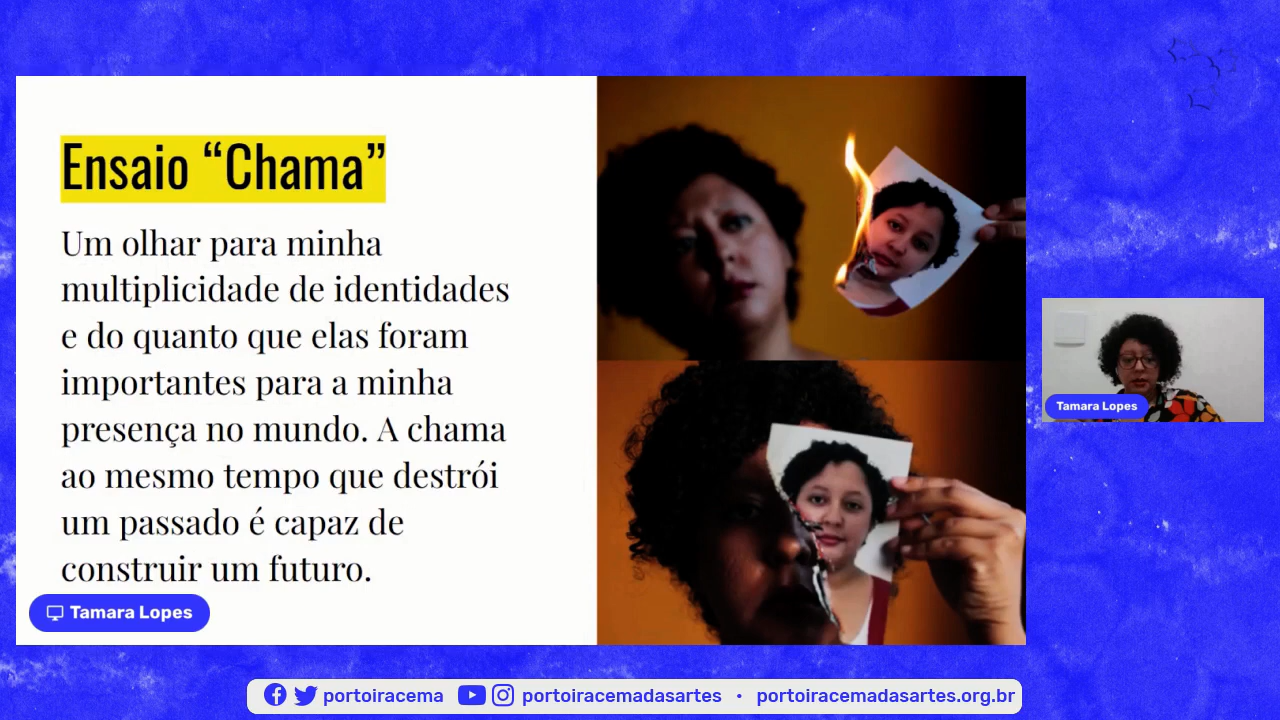 Ensaio “Chama”
Um olhar para minha
multiplicidade de identidades
e do quanto que elas foram
importantes para a minha
presença no mundo. A chama
ao mesmo tempo que destrói
um passado é capaz de
construir um futuro.
Tamara Lopes
Tamara Lopes
portoiracema portoiracemadasartes • portoiracemadasartes.org.br